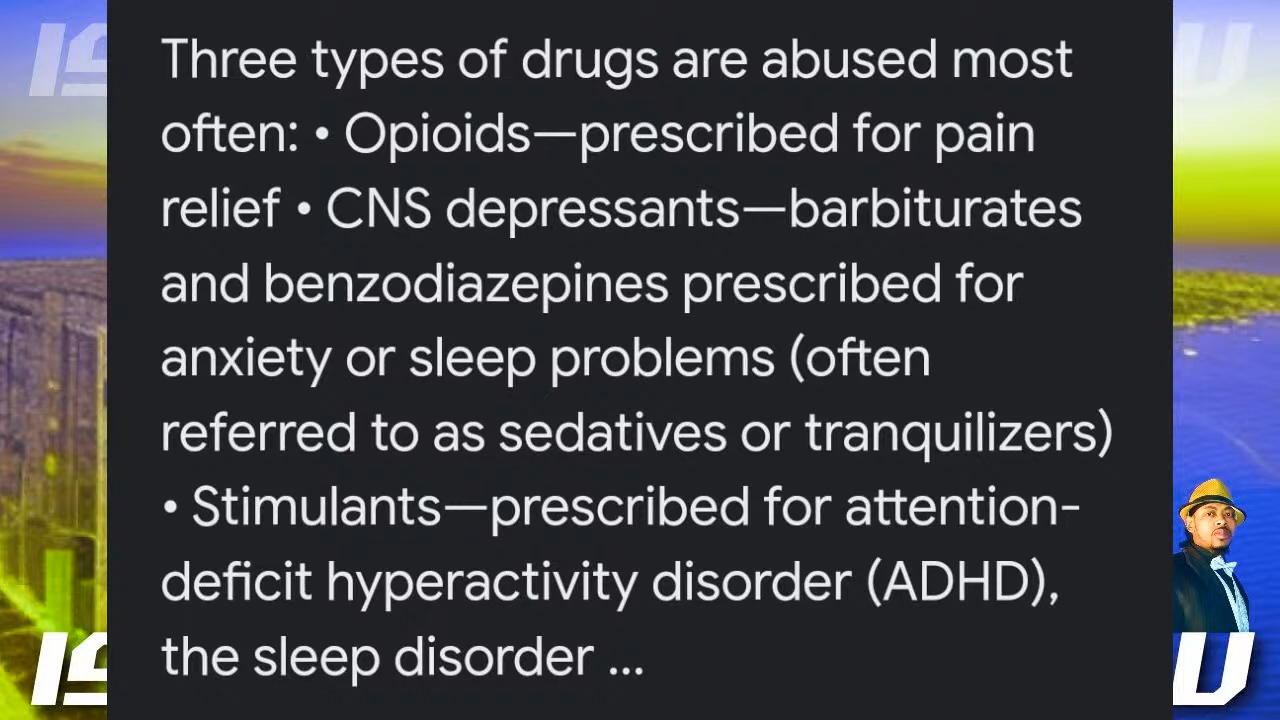 Three types of drugs are abused most
often: • Opioids—prescribed for pain
relief • CNS depressants—barbiturates
and benzodiazepines prescribed for
anxiety or sleep problems (often
referred to as sedatives or tranquilizers)
• Stimulants—prescribed for attention-
deficit hyperactivity disorder (ADHD),
the sleep disorder ...